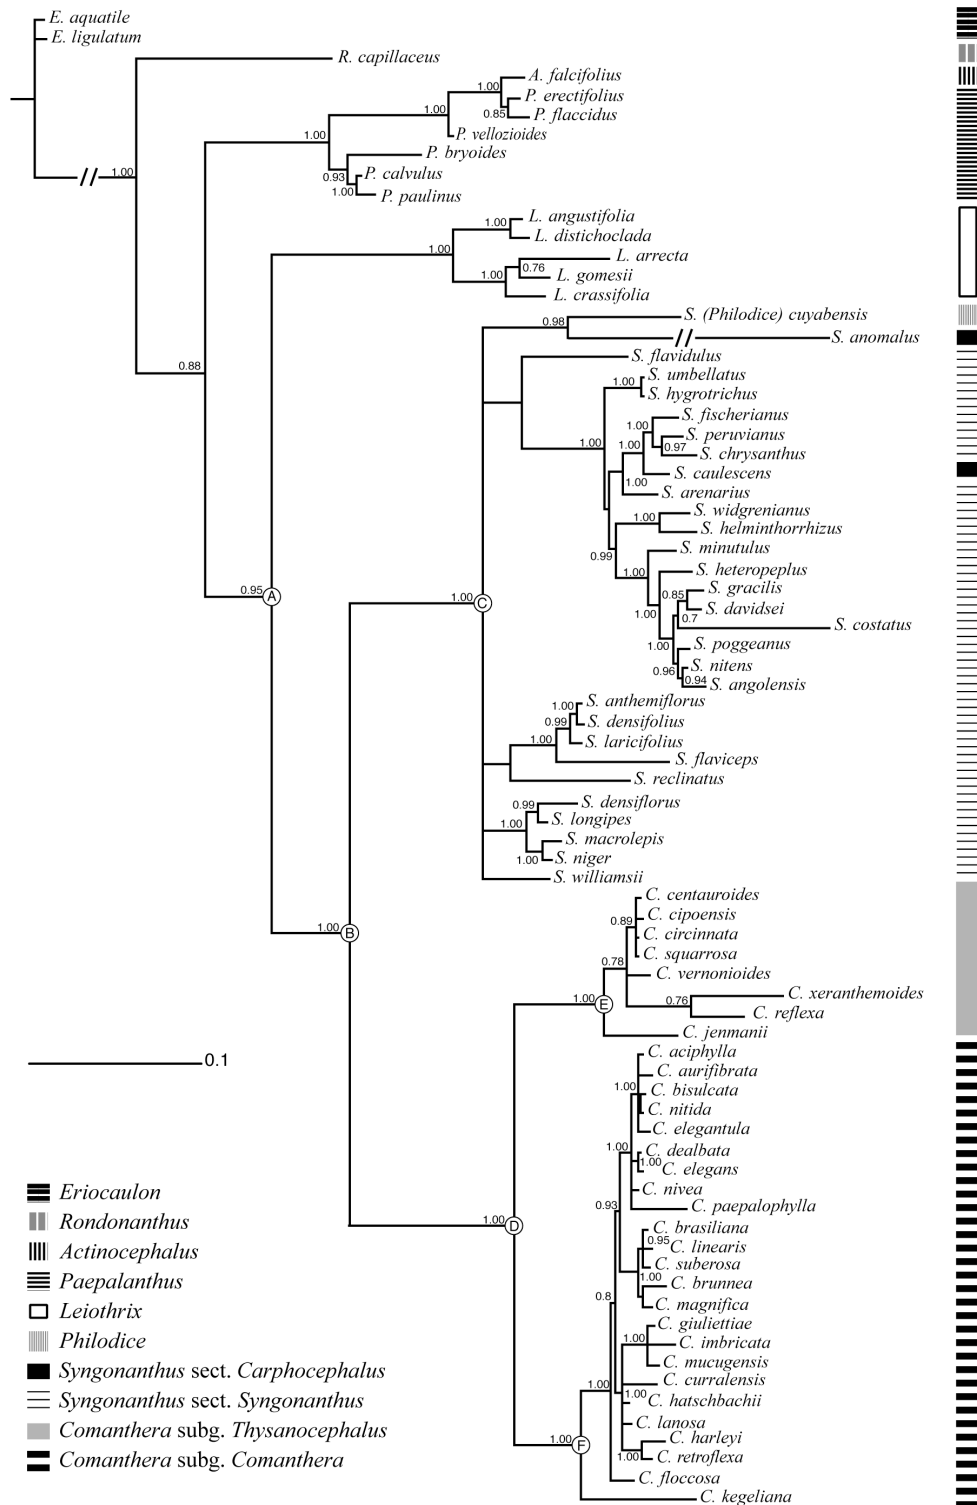 E. aquatile
E. ligulatum
R. capillaceus
A. falcifolius
1.00
P. erectifolius
1.00
0.85
P. flaccidus
1.00
P. vellozioides
P. bryoides
1.00
0.93
P. calvulus
1.00
P. paulinus
L. angustifolia
1.00
L. distichoclada
1.00
L. arrecta
0.76
1.00
L. gomesii
L. crassifolia
S. (Philodice) cuyabensis
0.98
S. anomalus
S. flavidulus
0.88
S. umbellatus
1.00
S. hygrotrichus
S. fischerianus
1.00
S. peruvianus
1.00
1.00
0.97
S. chrysanthus
S. caulescens
1.00
S. arenarius
S. widgrenianus
1.00
S. helminthorrhizus
S. minutulus
0.99
1.00
S. heteropeplus
S. gracilis
0.85
0.95
A
1.00
C
S. davidsei
1.00
0.7
S. costatus
S. poggeanus
1.00
S. nitens
0.96
0.94
S. angolensis
S. anthemiflorus
1.00
S. densifolius
0.99
1.00
S. laricifolius
S. flaviceps
S. reclinatus
S. densiflorus
0.99
S. longipes
1.00
S. macrolepis
1.00
S. niger
S. williamsii
C. centauroides
C. cipoensis
0.89
1.00
B
C. circinnata
C. squarrosa
0.78
C. vernonioides
C. xeranthemoides
1.00
E
0.76
C. reflexa
C. jenmanii
C. aciphylla
0.1
C. aurifibrata
1.00
C. bisulcata
C. nitida
C. elegantula
1.00
C. dealbata
1.00
C. elegans
C. nivea
0.93
C. paepalophylla
1.00
D
C. brasiliana
0.95
C. linearis
C. suberosa
1.00
C. brunnea
0.8
C. magnifica
C. giuliettiae
1.00
C. imbricata
C. mucugensis
1.00
C. curralensis
1.00
C. hatschbachii
C. lanosa
1.00
F
C. harleyi
1.00
C. retroflexa
C. floccosa
C. kegeliana
Eriocaulon
Rondonanthus
Actinocephalus
Paepalanthus
Leiothrix
Philodice
Syngonanthus sect. Carphocephalus
Syngonanthus sect. Syngonanthus
Comanthera subg. Thysanocephalus
Comanthera subg. Comanthera